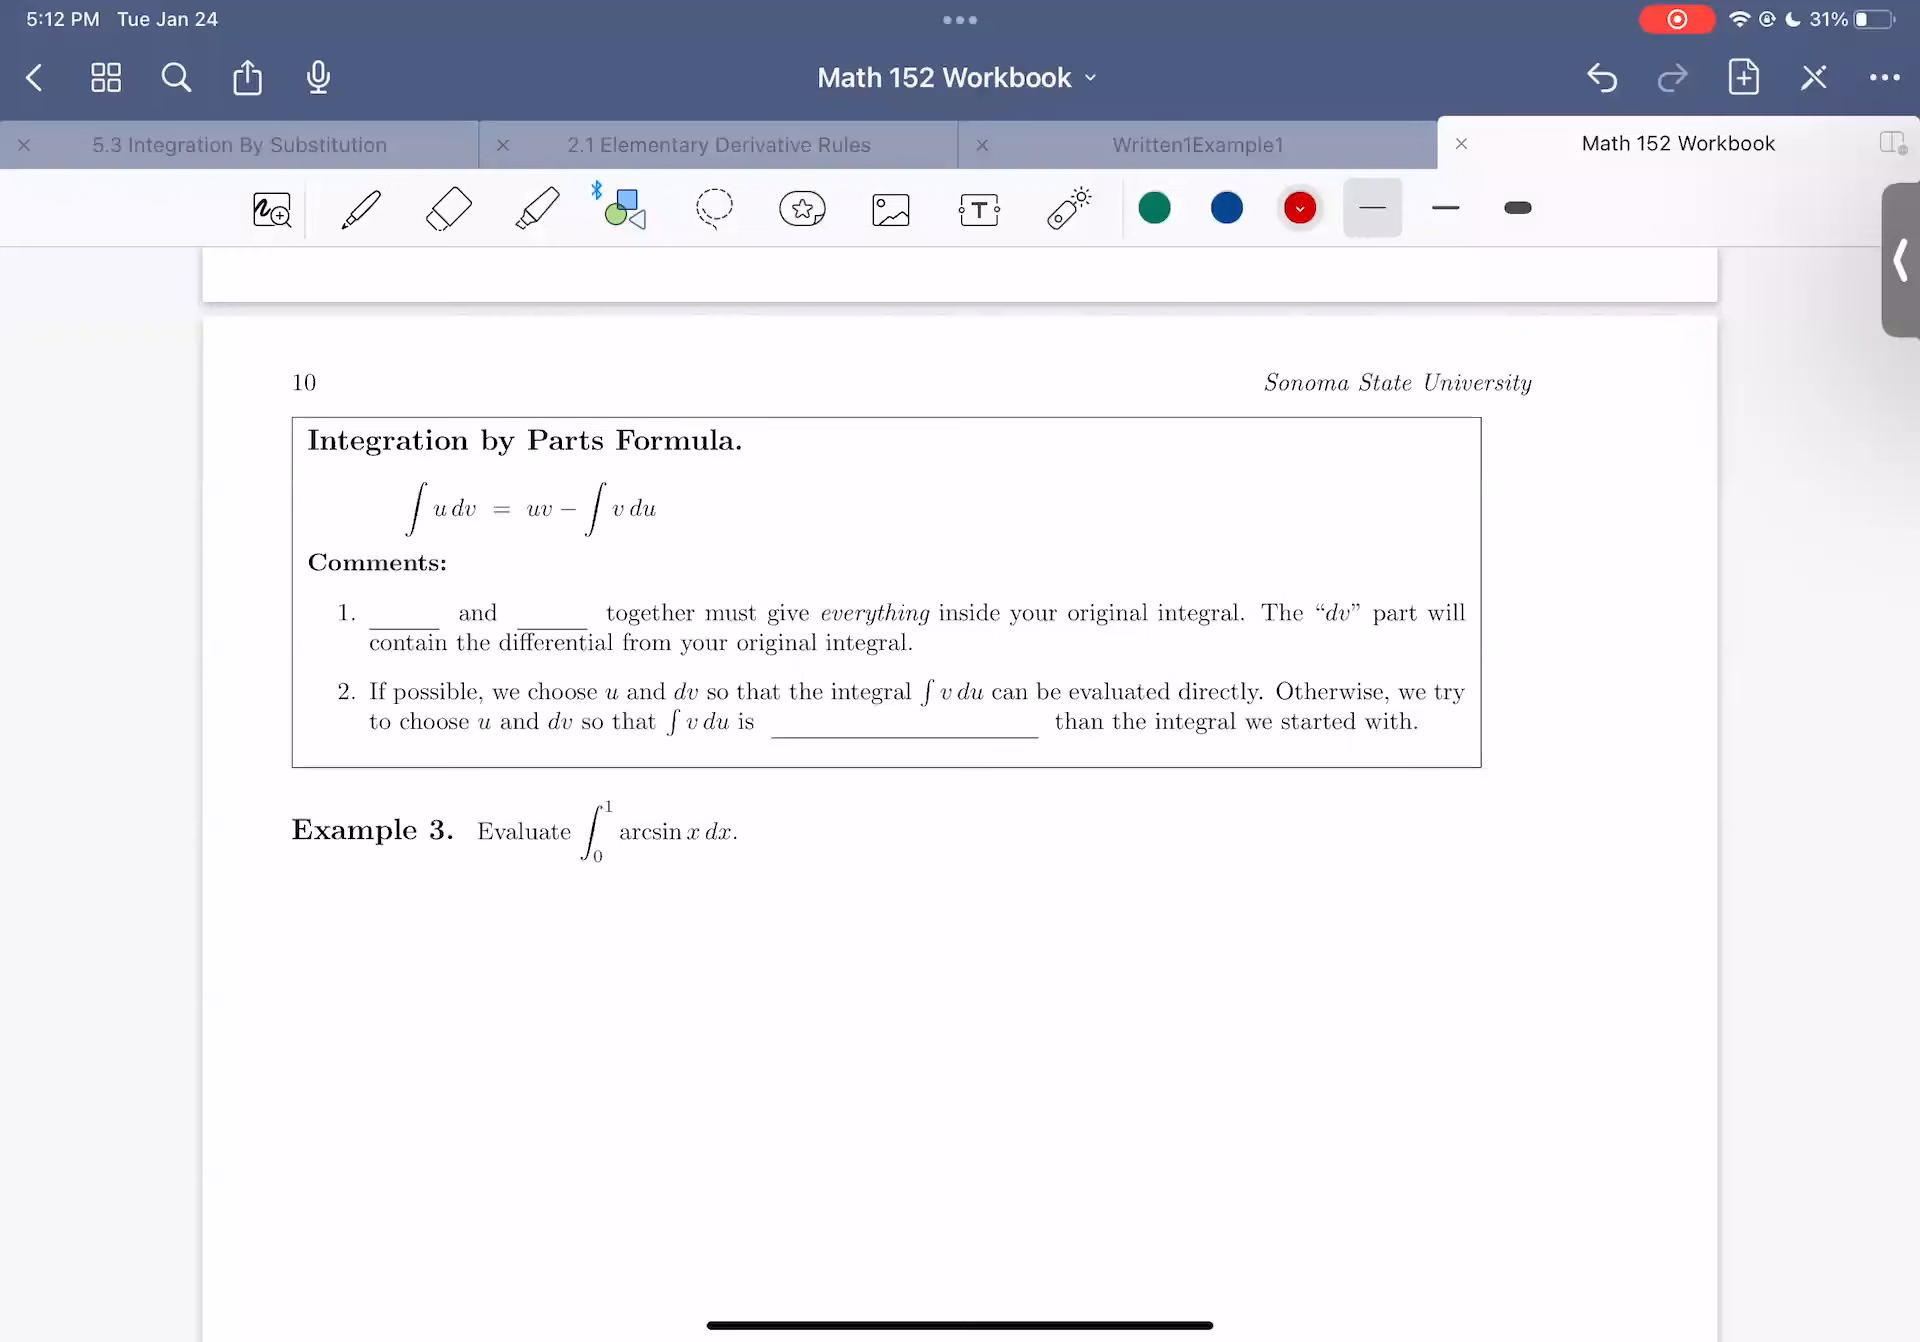 5:12 PM Tue Jan 24
31%
Math 152 Workbook
5.3 Integration By Substitution
2.1 Elementary Derivative Rules
Written1Example1
Math 152 Workbook
T
10 Sonoma State University
Integration by Parts Formula.
∫ u dv = uv − ∫ v du
Comments:
1. ______ and ______ together must give everything inside your original integral. The “dv” part will
contain the differential from your original integral.
2. If possible, we choose u and dv so that the integral ∫ v du can be evaluated directly. Otherwise, we try
to choose u and dv so that ∫ v du is ______________ than the integral we started with.
Example 3. Evaluate ∫₀¹ arcsin x dx.